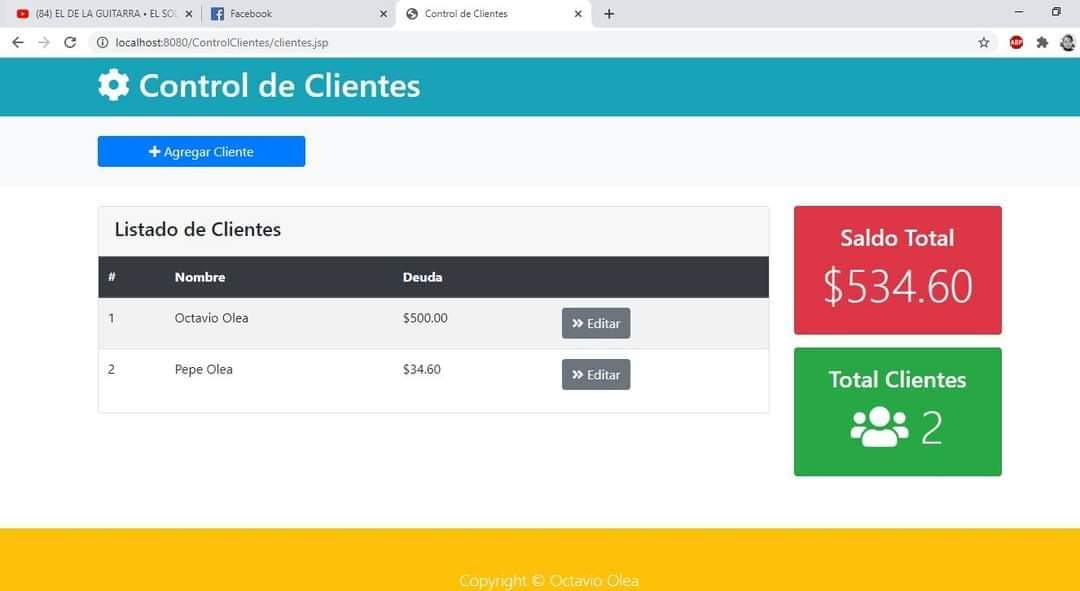 (84) EL DE LA GUITARRA • EL SOL
Facebook
Control de Clientes
localhost:8080/ControlClientes/clientes.jsp
ABP
Control de Clientes
Agregar Cliente
Listado de Clientes
# Nombre Deuda
1 Octavio Olea $500.00 Editar
2 Pepe Olea $34.60 Editar
Saldo Total
$534.60
Total Clientes
2
Copyright © Octavio Olea